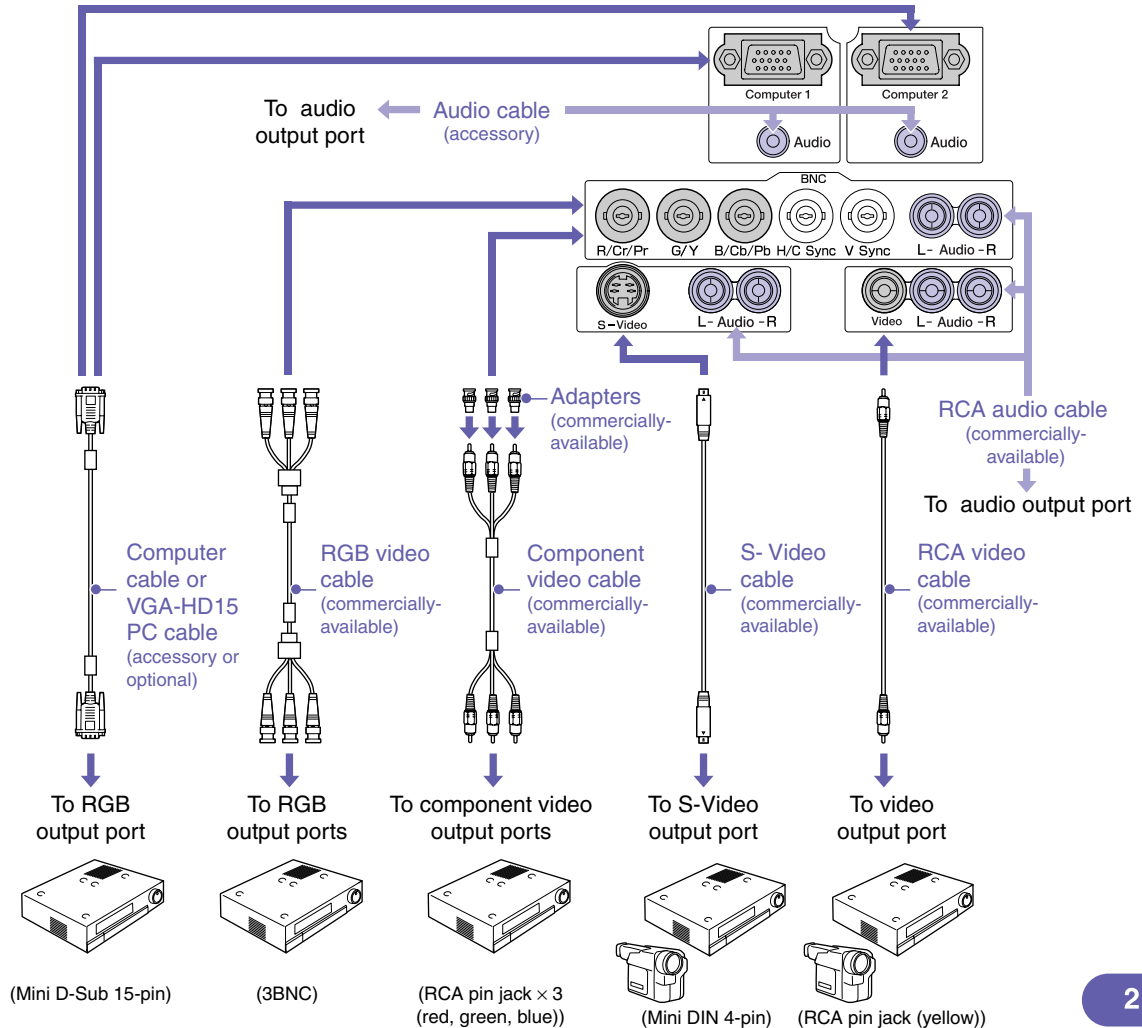 Computer 1
Computer 2
To audio
output port
Audio cable
(accessory)
Audio
Audio
BNC
R/Cr/Pr
G/Y
B/Cb/Pb
H/C Sync
V Sync
L- Audio -R
S-Video
L- Audio -R
Video
L- Audio -R
Adapters
(commercially-
available)
RCA audio cable
(commercially-
available)
To audio output port
Computer
cable or
VGA-HD15
PC cable
(accessory or
optional)
RGB video
cable
(commercially-
available)
Component
video cable
(commercially-
available)
S- Video
cable
(commercially-
available)
RCA video
cable
(commercially-
available)
To RGB
output port
To RGB
output ports
To component video
output ports
To S-Video
output port
To video
output port
(Mini D-Sub 15-pin)
(3BNC)
(RCA pin jack × 3
(red, green, blue))
(Mini DIN 4-pin)
(RCA pin jack (yellow))
2